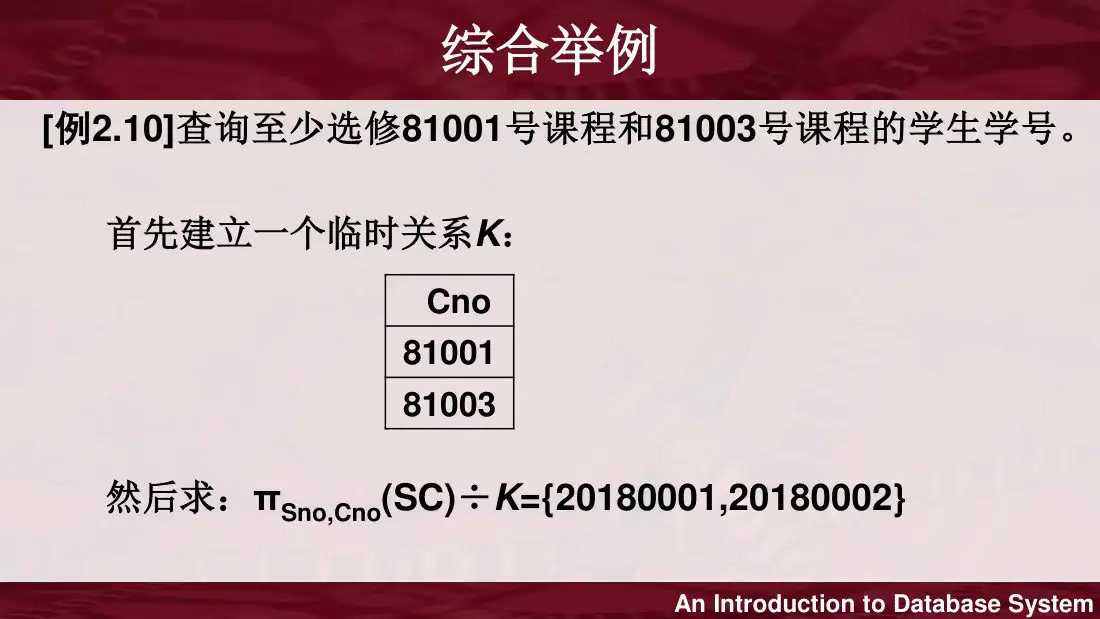 综合举例
[例2.10]查询至少选修81001号课程和81003号课程的学生学号。
首先建立一个临时关系K：
Cno
81001
81003
然后求：πSno,Cno(SC)÷K={20180001,20180002}
An Introduction to Database System